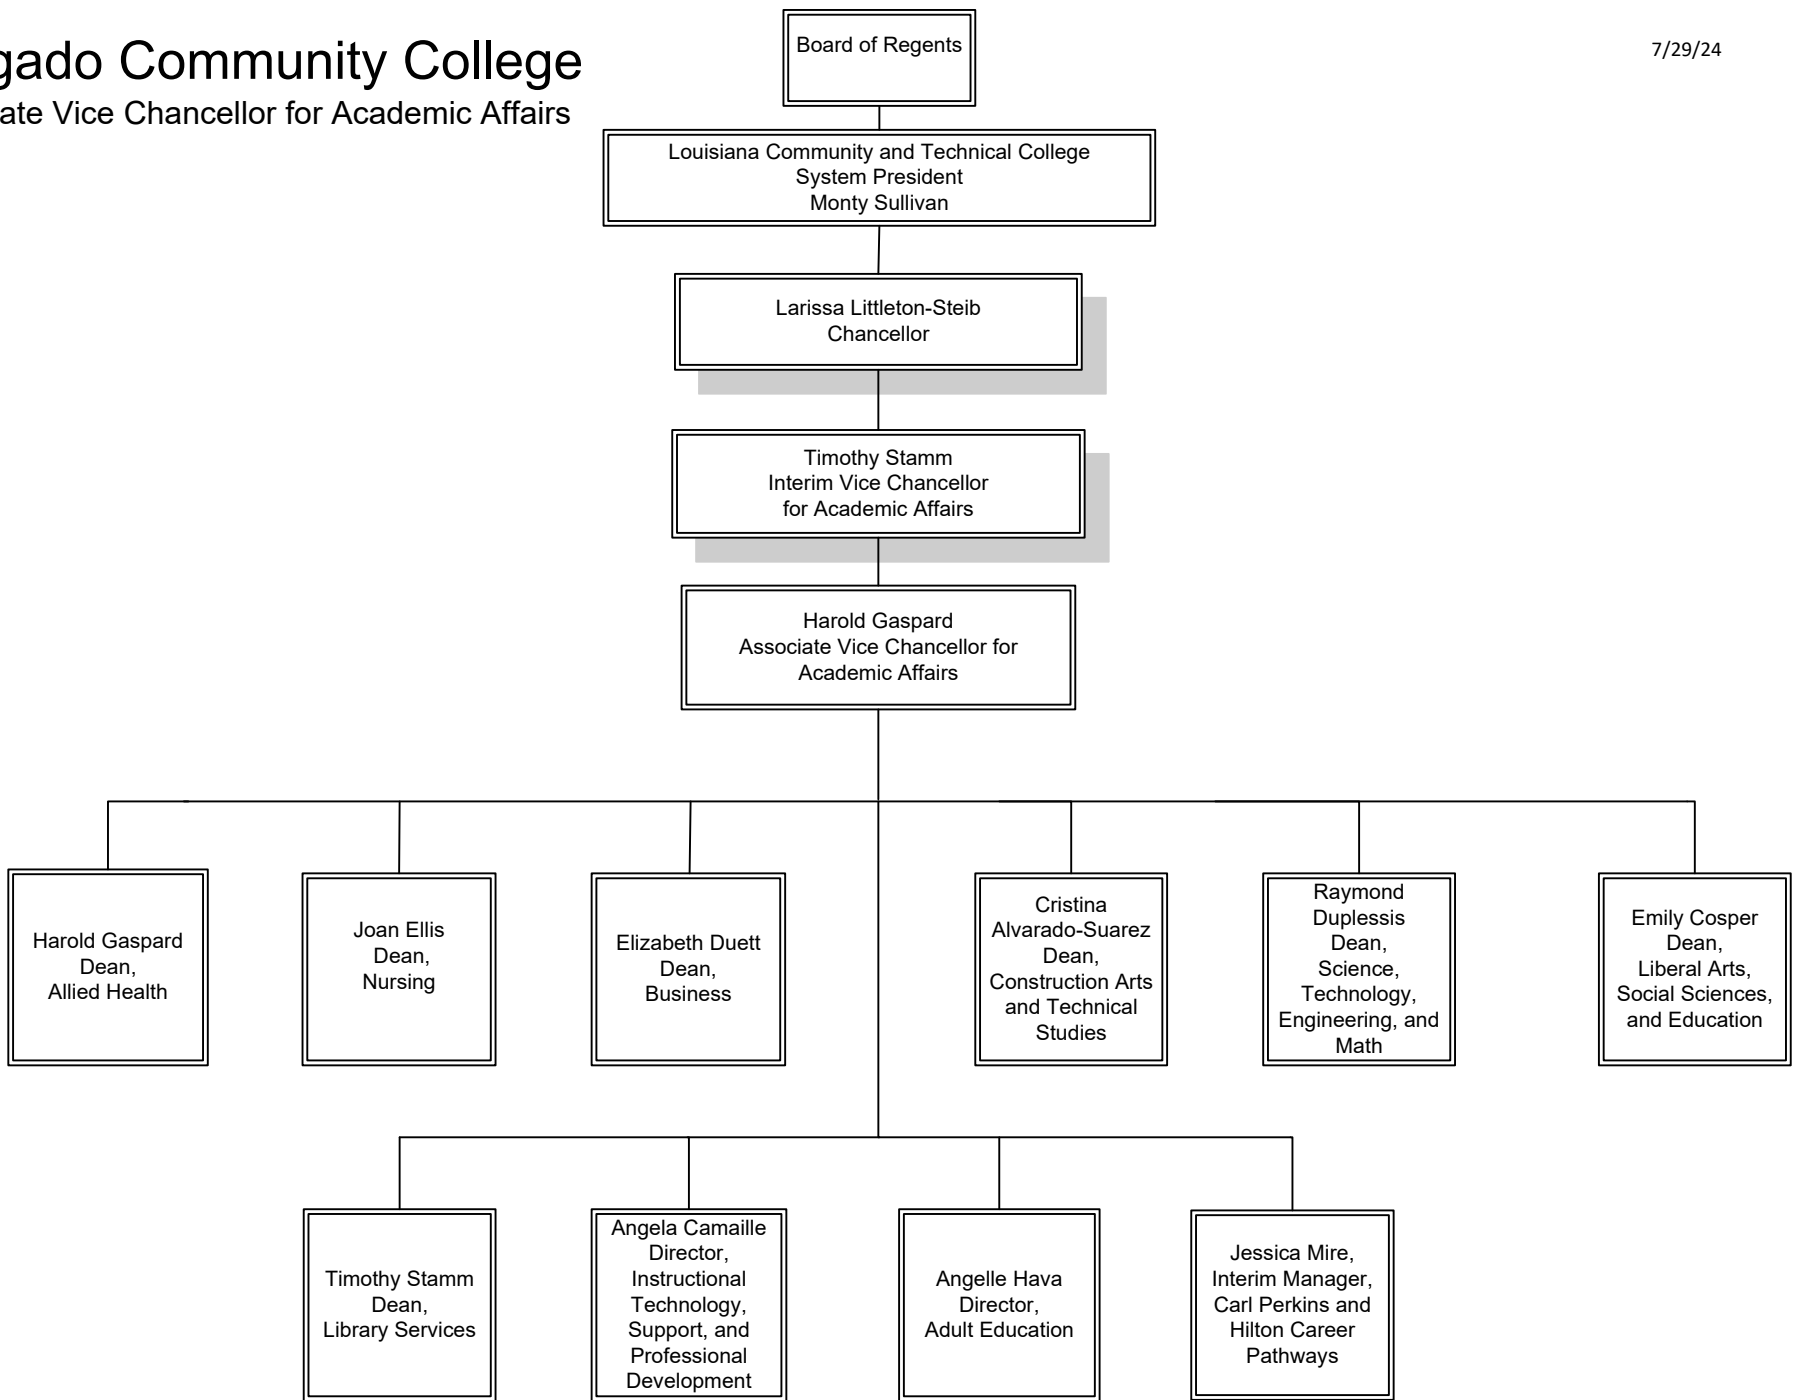 gado Community College
ate Vice Chancellor for Academic Affairs
7/29/24
Board of Regents
Louisiana Community and Technical College
System President
Monty Sullivan
Larissa Littleton-Steib
Chancellor
Timothy Stamm
Interim Vice Chancellor
for Academic Affairs
Harold Gaspard
Associate Vice Chancellor for
Academic Affairs
Harold Gaspard
Dean,
Allied Health
Joan Ellis
Dean,
Nursing
Elizabeth Duett
Dean,
Business
Cristina
Alvarado-Suarez
Dean,
Construction Arts
and Technical
Studies
Raymond
Duplessis
Dean,
Science,
Technology,
Engineering, and
Math
Emily Cosper
Dean,
Liberal Arts,
Social Sciences,
and Education
Timothy Stamm
Dean,
Library Services
Angela Camaille
Director,
Instructional
Technology,
Support, and
Professional
Development
Angelle Hava
Director,
Adult Education
Jessica Mire,
Interim Manager,
Carl Perkins and
Hilton Career
Pathways